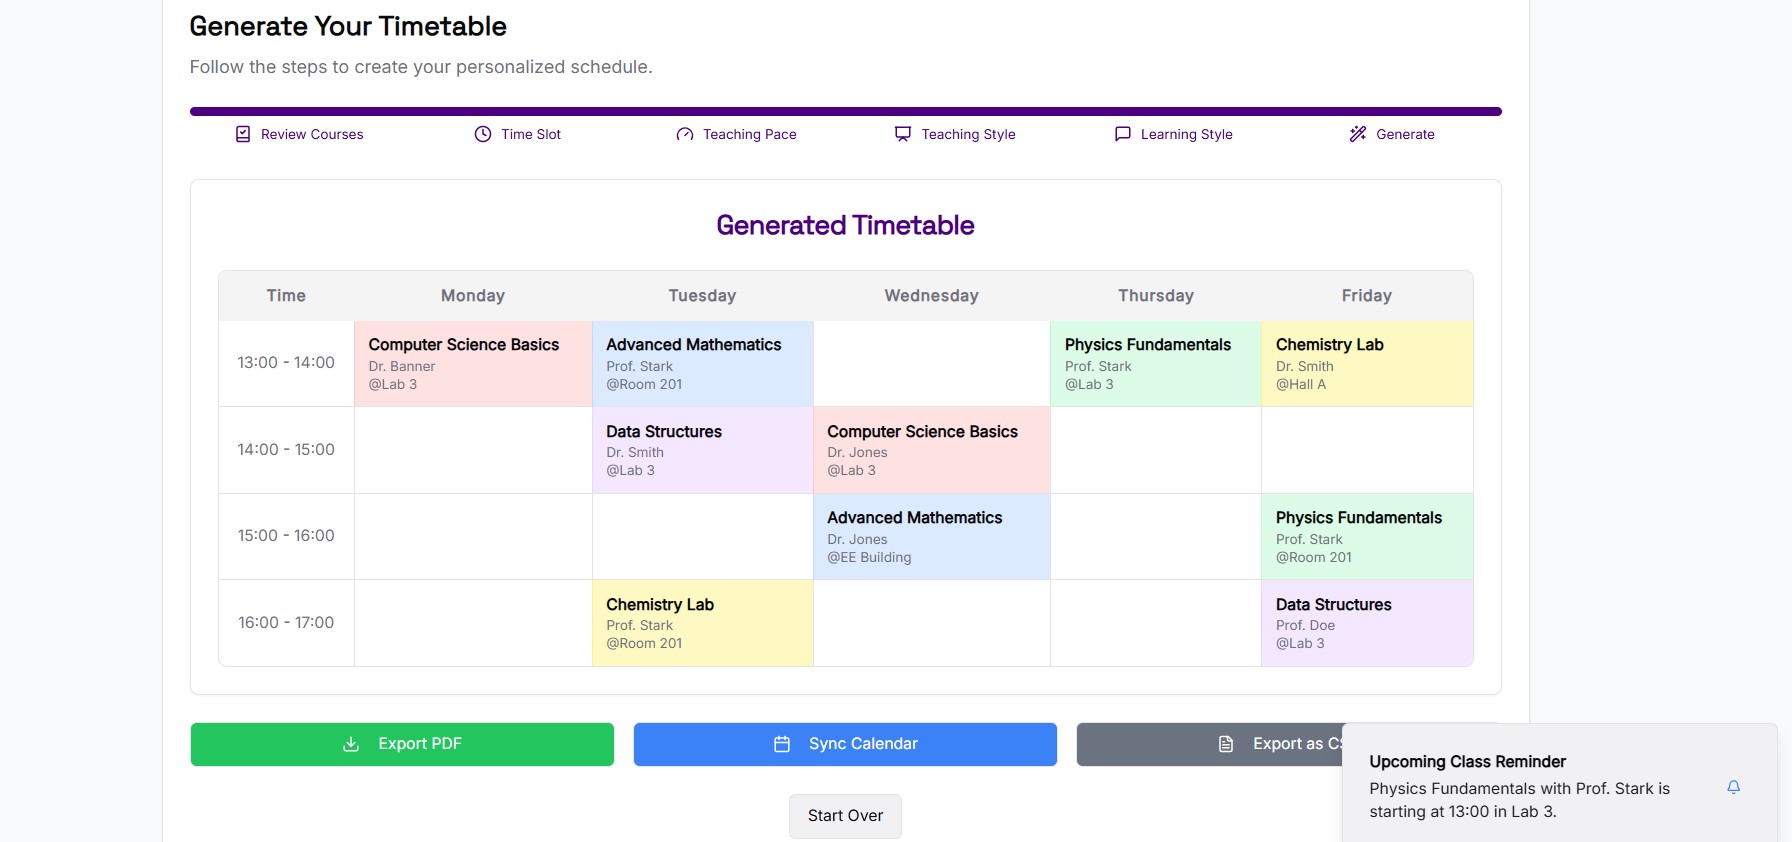 Generate Your Timetable
Follow the steps to create your personalized schedule.
Review Courses Time Slot Teaching Pace Teaching Style Learning Style Generate
Generated Timetable
Time Monday Tuesday Wednesday Thursday Friday
13:00 - 14:00
Computer Science Basics
Dr. Banner
@Lab 3
Advanced Mathematics
Prof. Stark
@Room 201
Physics Fundamentals
Prof. Stark
@Lab 3
Chemistry Lab
Dr. Smith
@Hall A
14:00 - 15:00
Data Structures
Dr. Smith
@Lab 3
Computer Science Basics
Dr. Jones
@Lab 3
15:00 - 16:00
Advanced Mathematics
Dr. Jones
@EE Building
Physics Fundamentals
Prof. Stark
@Room 201
16:00 - 17:00
Chemistry Lab
Prof. Stark
@Room 201
Data Structures
Prof. Doe
@Lab 3
Export PDF Sync Calendar Export as
Upcoming Class Reminder
Physics Fundamentals with Prof. Stark is
starting at 13:00 in Lab 3.
Start Over